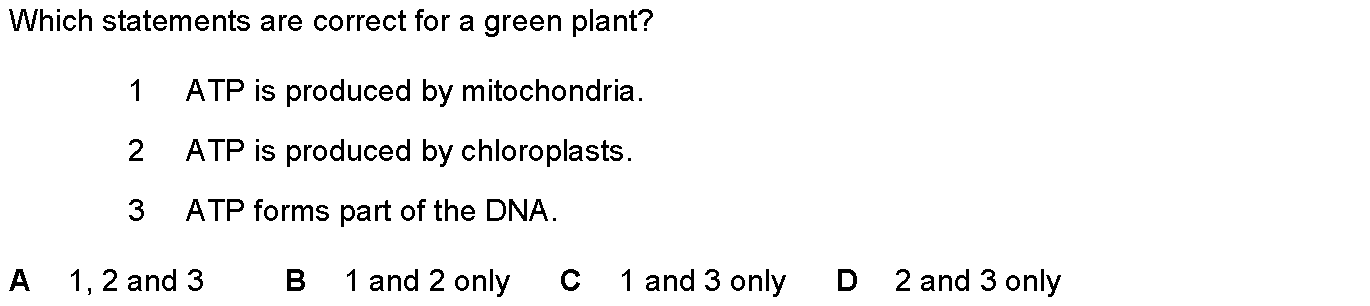 Which statements are correct for a green plant?
1 ATP is produced by mitochondria.
2 ATP is produced by chloroplasts.
3 ATP forms part of the DNA.
A 1, 2 and 3 B 1 and 2 only C 1 and 3 only D 2 and 3 only